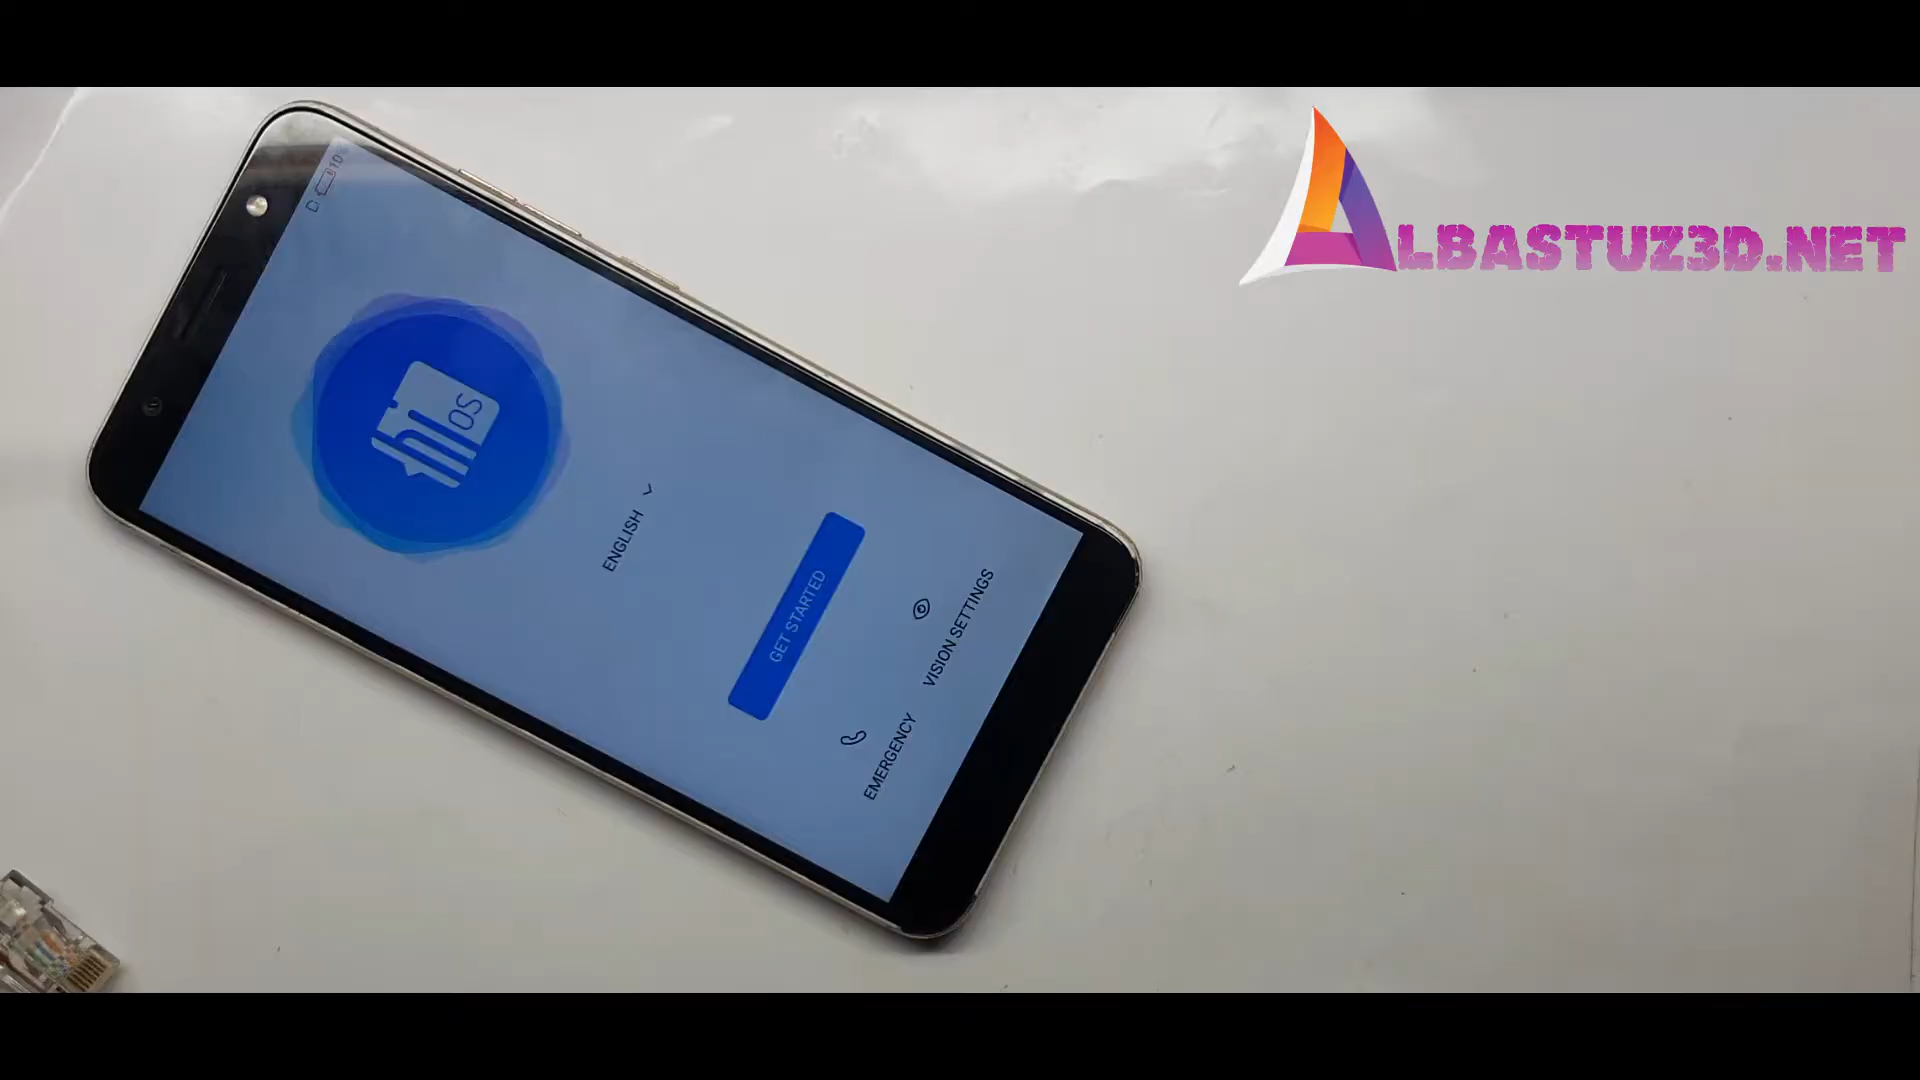 ALBASTUZ3D.NET
OS
ENGLISH
GET STARTED
VISION SETTINGS
EMERGENCY